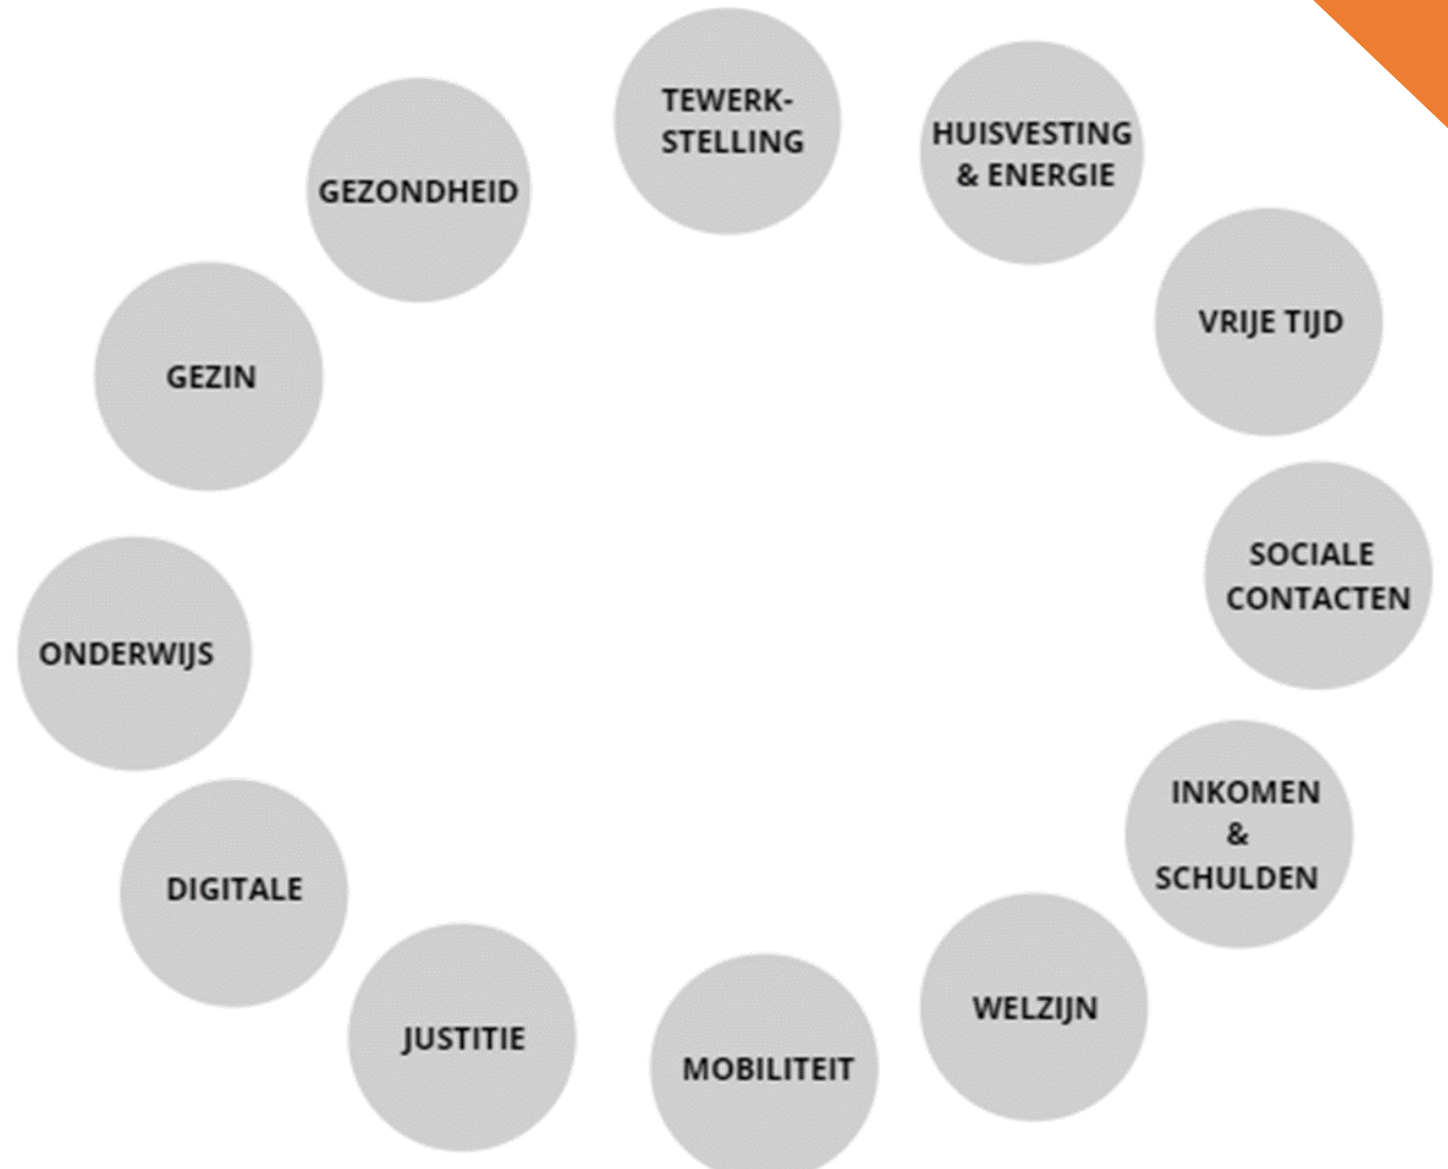 TEWERK-
STELLING
HUISVESTING
& ENERGIE
VRIJE TIJD
SOCIALE
CONTACTEN
INKOMEN
&
SCHULDEN
WELZIJN
MOBILITEIT
JUSTITIE
DIGITALE
ONDERWIJS
GEZIN
GEZONDHEID